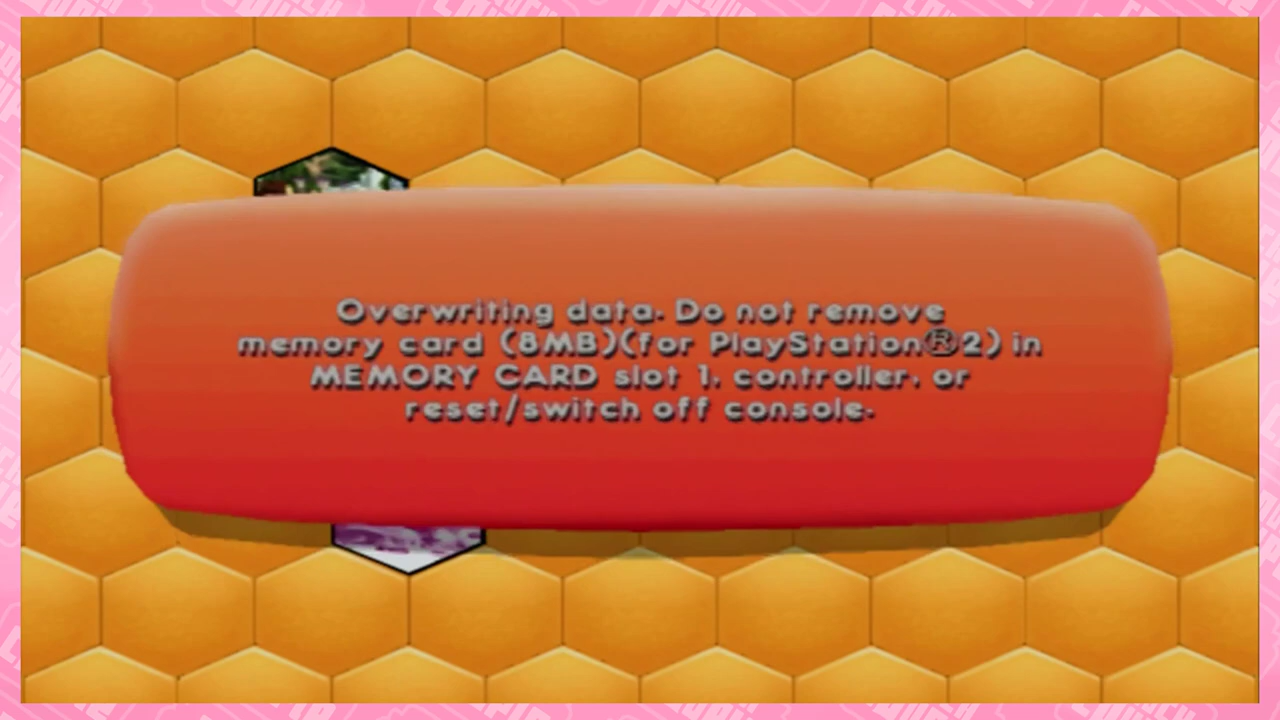 Overwriting data. Do not remove
memory card (8MB)(for PlayStation®2) in
MEMORY CARD slot 1, controller, or
reset/switch off console.